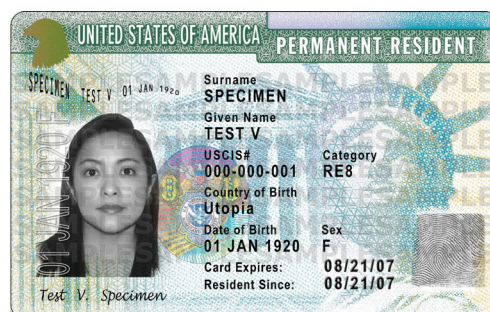 UNITED STATES OF AMERICA
PERMANENT RESIDENT
SPECIMEN TEST V 01 JAN 1920
Surname
SPECIMEN
Given Name
TEST V
USCIS# Category
000-000-001 RE8
Country of Birth
Utopia
Date of Birth Sex
01 JAN 1920 F
Card Expires: 08/21/07
Resident Since: 08/21/07
01 JAN 1920 F
Test V. Specimen